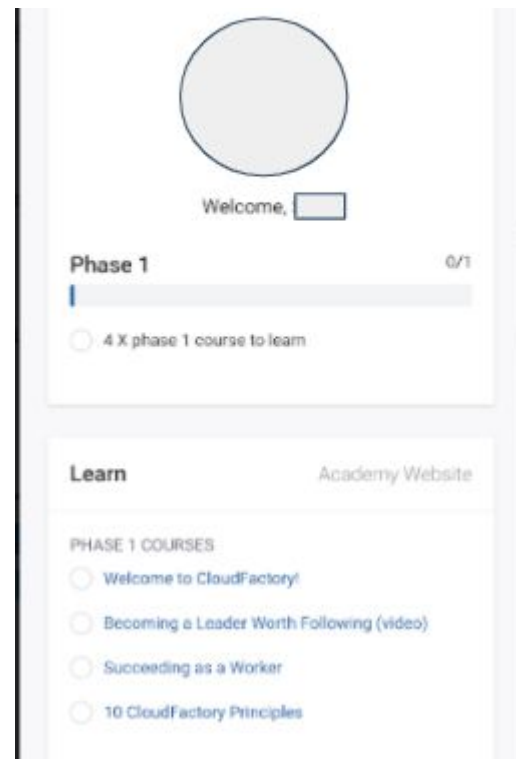 Welcome,
Phase 1 0/1
4 X phase 1 course to learn
Learn Academy Website
PHASE 1 COURSES
Welcome to CloudFactory!
Becoming a Leader Worth Following (video)
Succeeding as a Worker
10 CloudFactory Principles